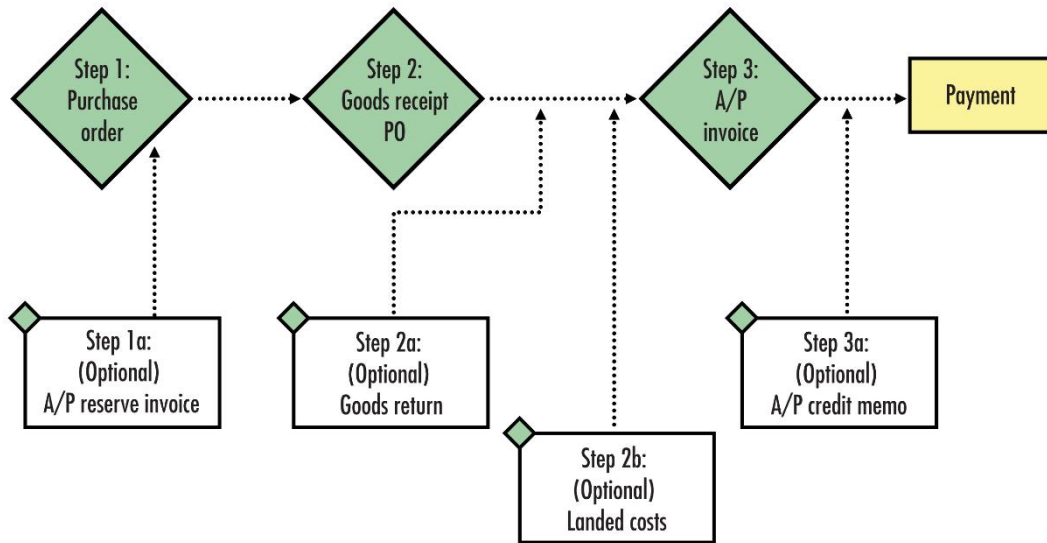 Step 1:
Purchase
order
Step 2:
Goods receipt
PO
Step 3:
A/P
invoice
Payment
Step 1a:
(Optional)
A/P reserve invoice
Step 2a:
(Optional)
Goods return
Step 3a:
(Optional)
A/P credit memo
Step 2b:
(Optional)
Landed costs